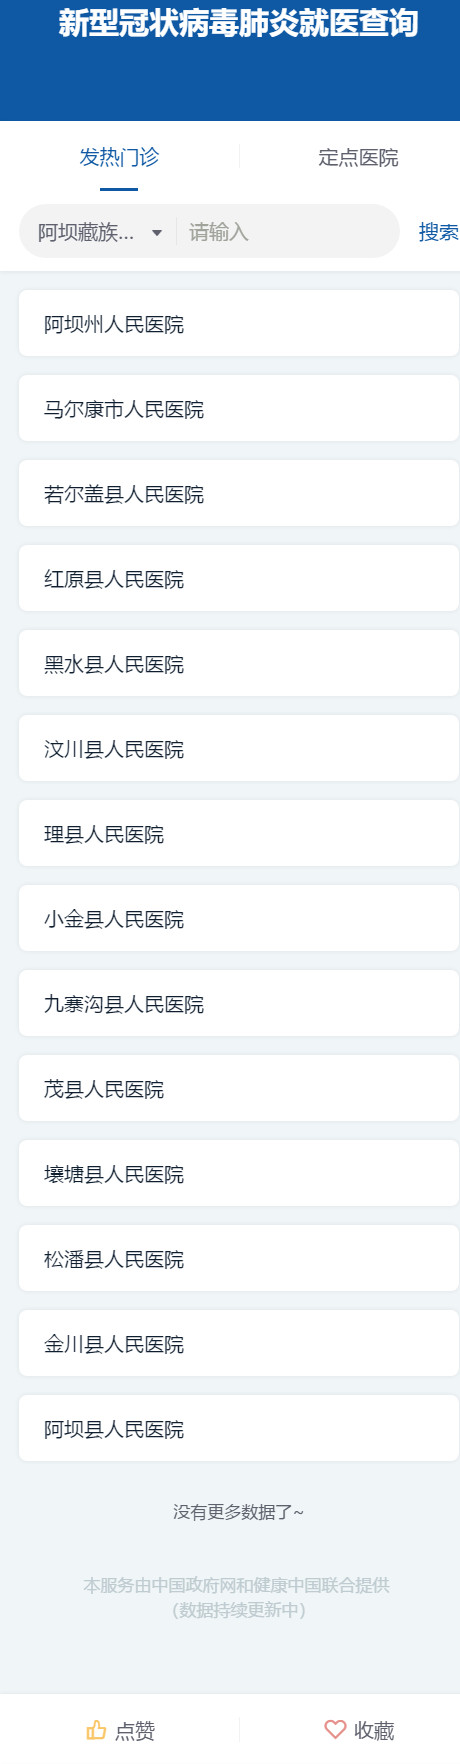 新型冠状病毒肺炎就医查询
发热门诊 定点医院
阿坝藏族... 请输入 搜索
阿坝州人民医院
马尔康市人民医院
若尔盖县人民医院
红原县人民医院
黑水县人民医院
汶川县人民医院
理县人民医院
小金县人民医院
九寨沟县人民医院
茂县人民医院
壤塘县人民医院
松潘县人民医院
金川县人民医院
阿坝县人民医院
没有更多数据了~
本服务由中国政府网和健康中国联合提供
(数据持续更新中)
点赞 收藏